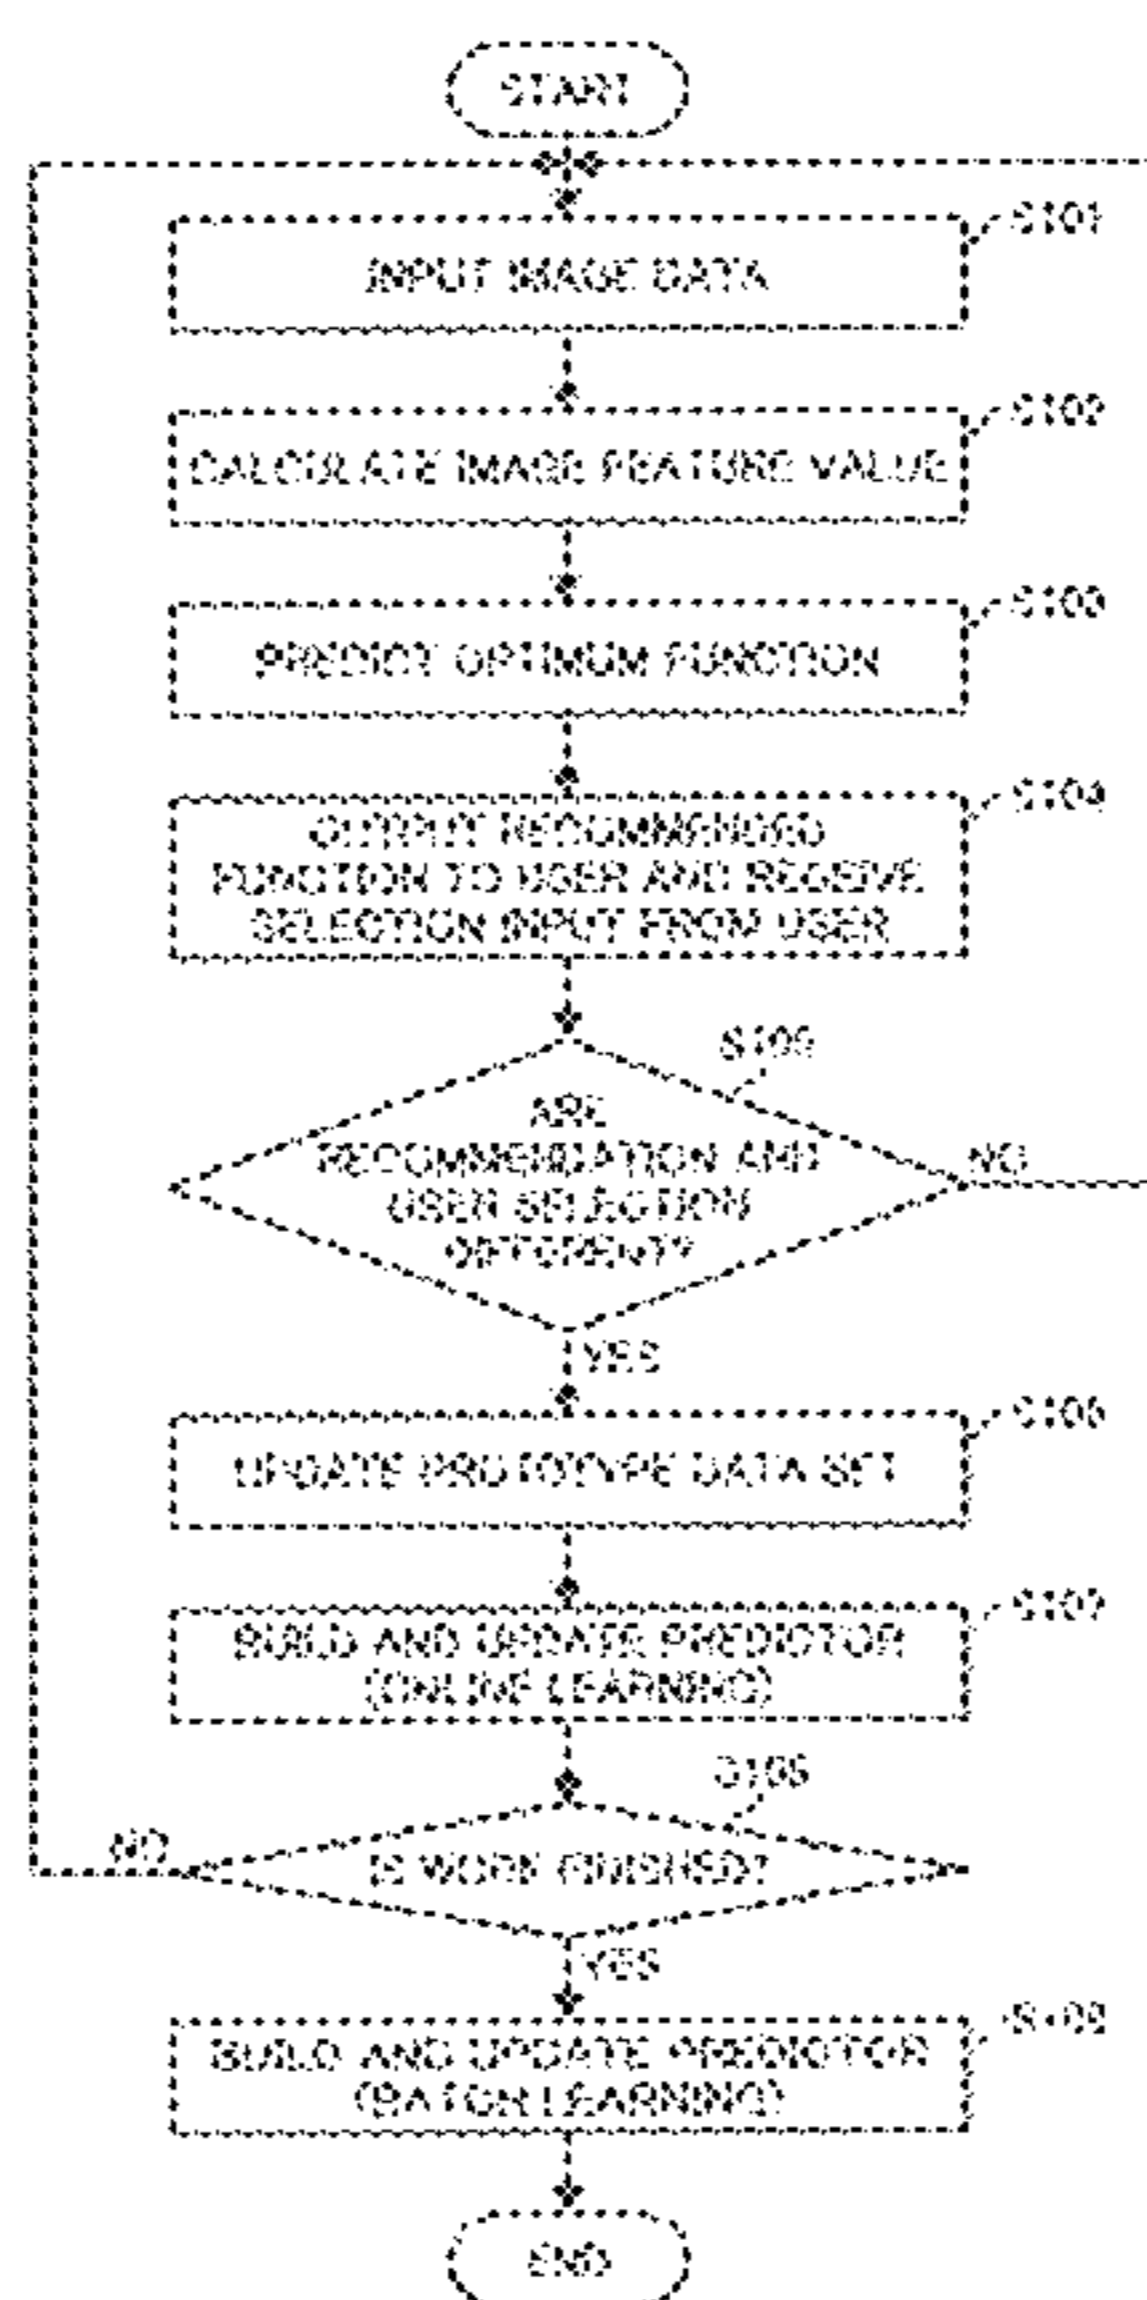 START
S101
INPUT IMAGE DATA
S102
CALCULATE IMAGE FEATURE VALUE
S103
PREDICT OPTIMUM FUNCTION
S104
OUTPUT RECOMMENDED
FUNCTION TO USER AND RECEIVE
SELECTION INPUT FROM USER
S105
ARE
RECOMMENDATION AND
USER SELECTION
DIFFERENT?
NO
YES
S106
UPDATE PROTOTYPE DATA SET
S107
BUILD AND UPDATE PREDICTOR
(ONLINE LEARNING)
S108
NO
IS WORK FINISHED?
YES
S109
BUILD AND UPDATE PREDICTOR
(BATCH LEARNING)
END